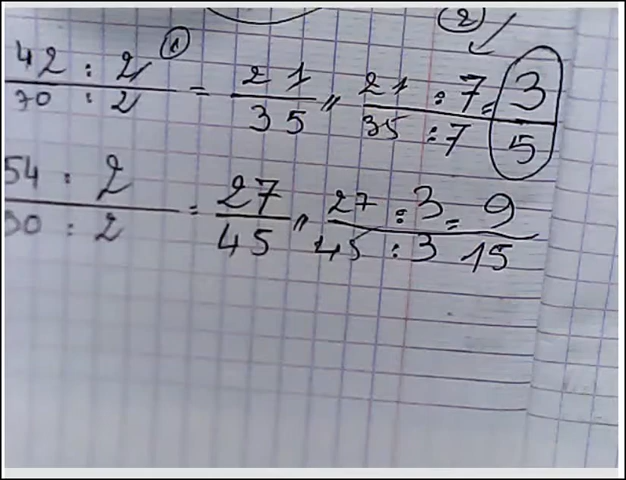 2
42 : 2 1
70 : 2 = 21 / 35 // 21 : 7 / 35 : 7 = 3 / 5
54 : 2 / 90 : 2 = 27 / 45 // 27 : 3 / 45 : 3 = 9 / 15